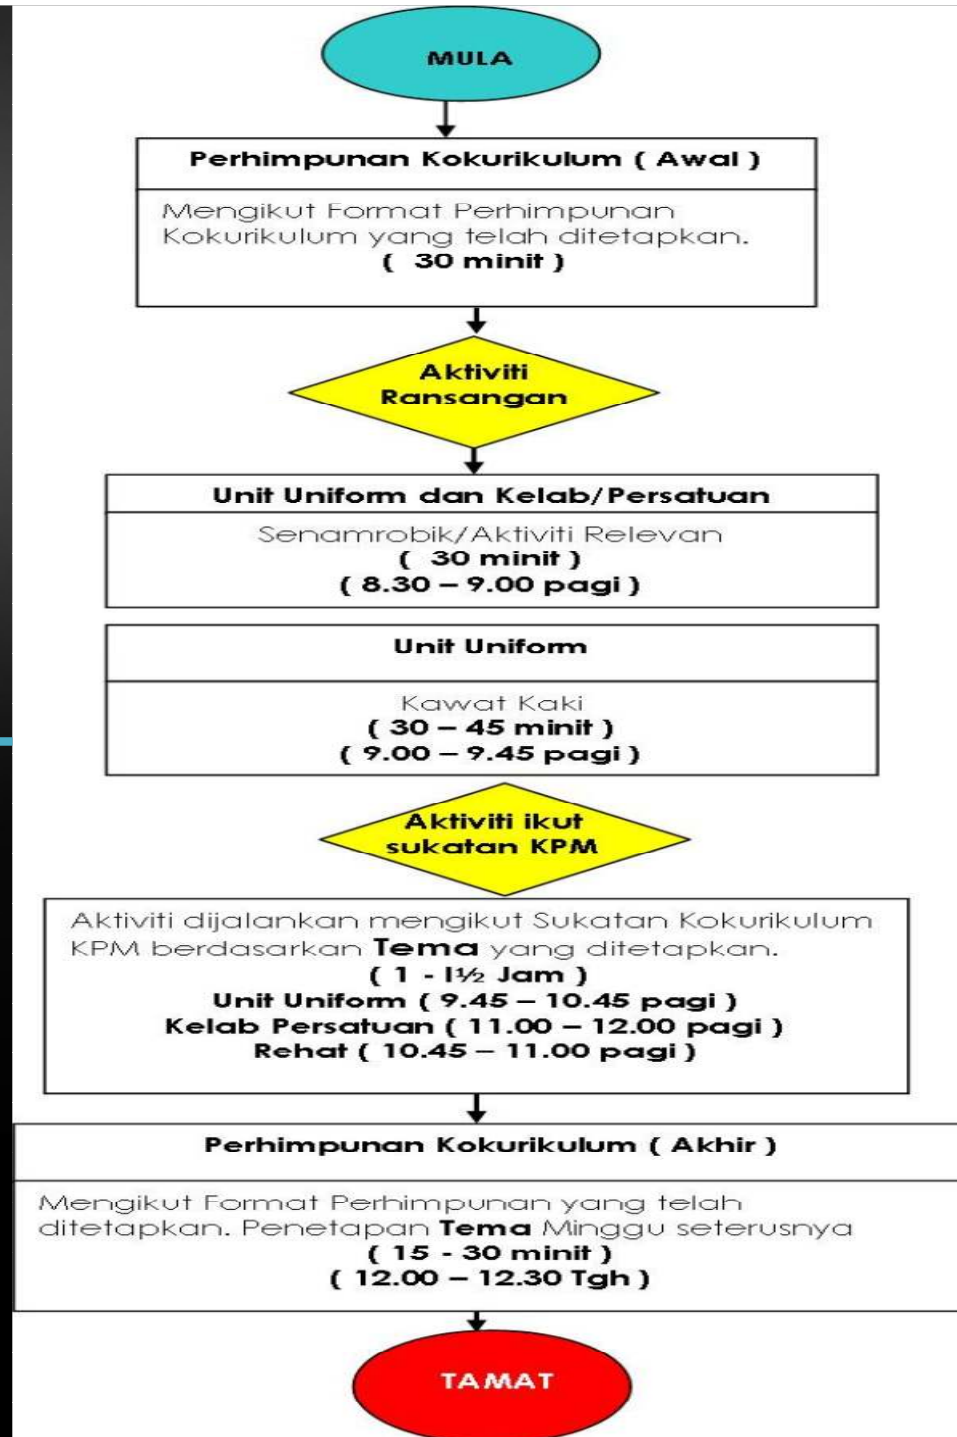 MULA
Perhimpunan Kokurikulum ( Awal )
Mengikut Format Perhimpunan
Kokurikulum yang telah ditetapkan.
( 30 minit )
Aktiviti
Ransangan
Unit Uniform dan Kelab/Persatuan
Senamrobik/Aktiviti Relevan
( 30 minit )
( 8.30 – 9.00 pagi )
Unit Uniform
Kawat Kaki
( 30 – 45 minit )
( 9.00 – 9.45 pagi )
Aktiviti ikut
sukatan KPM
Aktiviti dijalankan mengikut Sukatan Kokurikulum
KPM berdasarkan Tema yang ditetapkan.
( 1 - I½ Jam )
Unit Uniform ( 9.45 – 10.45 pagi )
Kelab Persatuan ( 11.00 – 12.00 pagi )
Rehat ( 10.45 – 11.00 pagi )
Perhimpunan Kokurikulum ( Akhir )
Mengikut Format Perhimpunan yang telah
ditetapkan. Penetapan Tema Minggu seterusnya
( 15 - 30 minit )
( 12.00 – 12.30 Tgh )
TAMAT